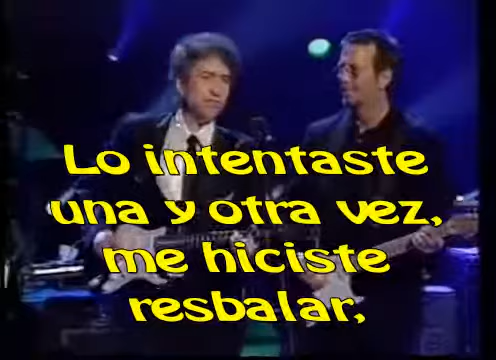 Lo intentaste
una y otra vez,
me hiciste
resbalar,